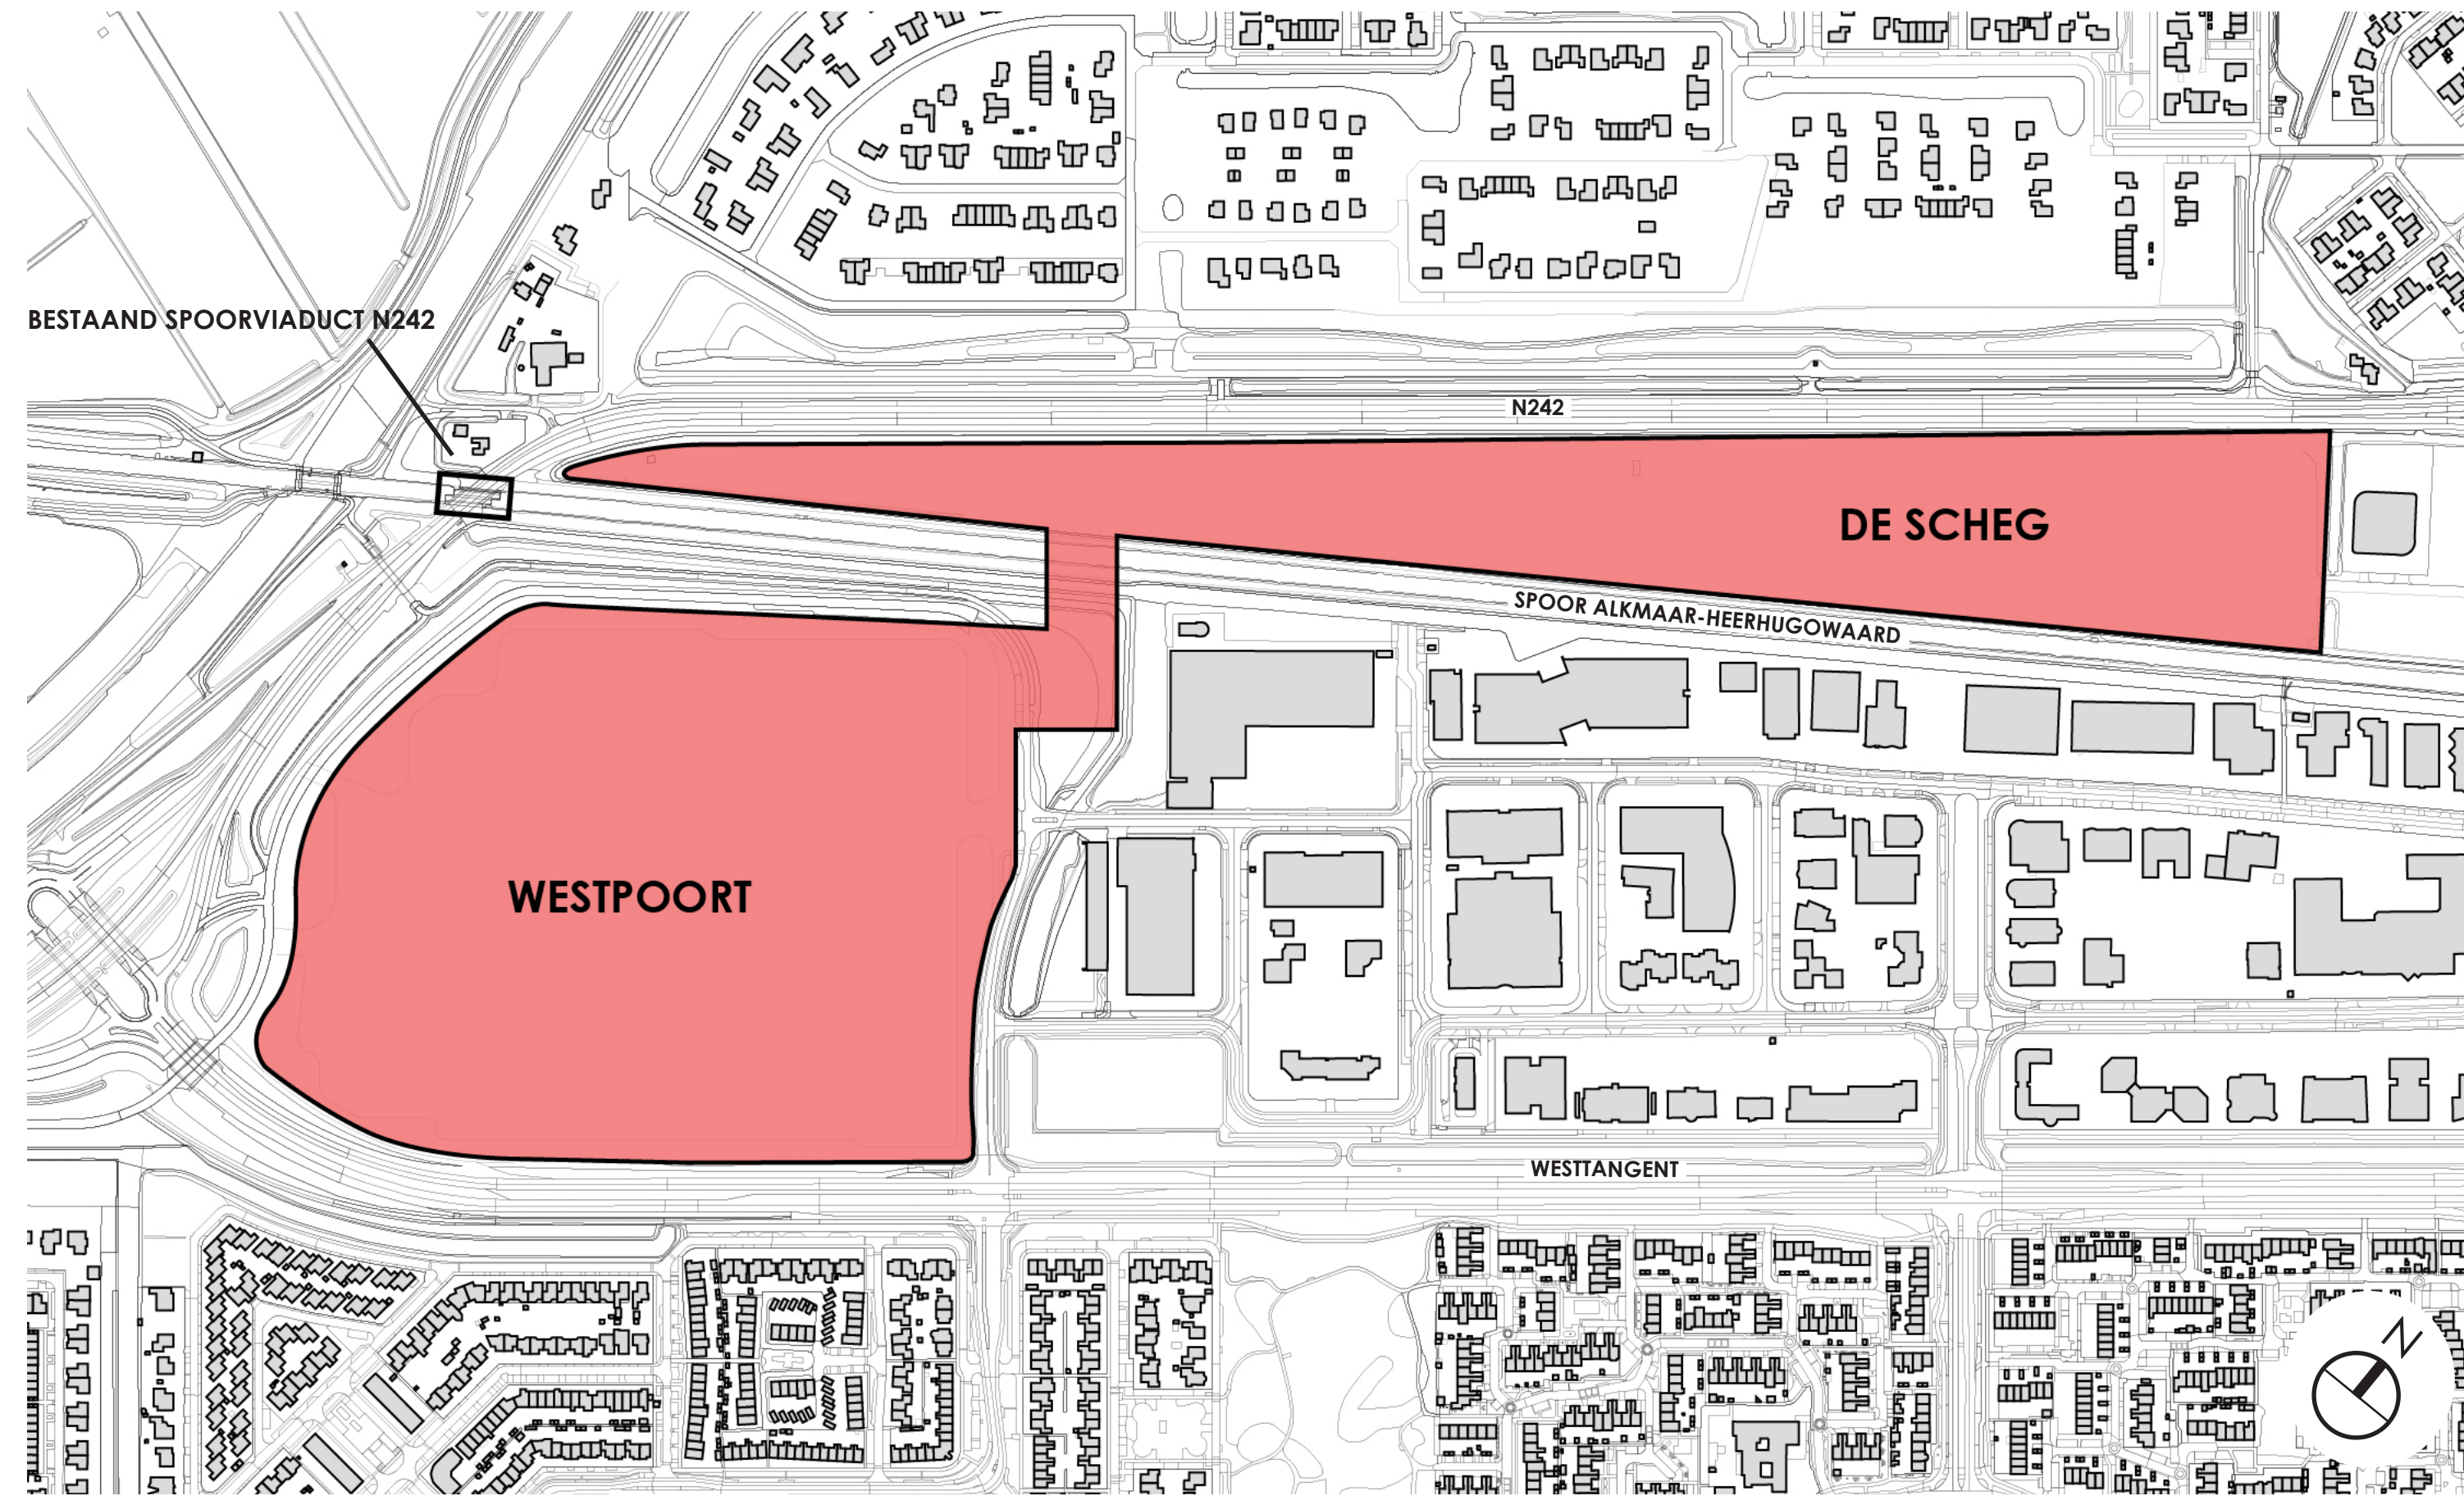 BESTAAND SPOORVIADUCT N242
N242
DE SCHEG
SPOOR ALKMAAR-HEERHUGOWAARD
WESTPOORT
WESTTANGENT
N